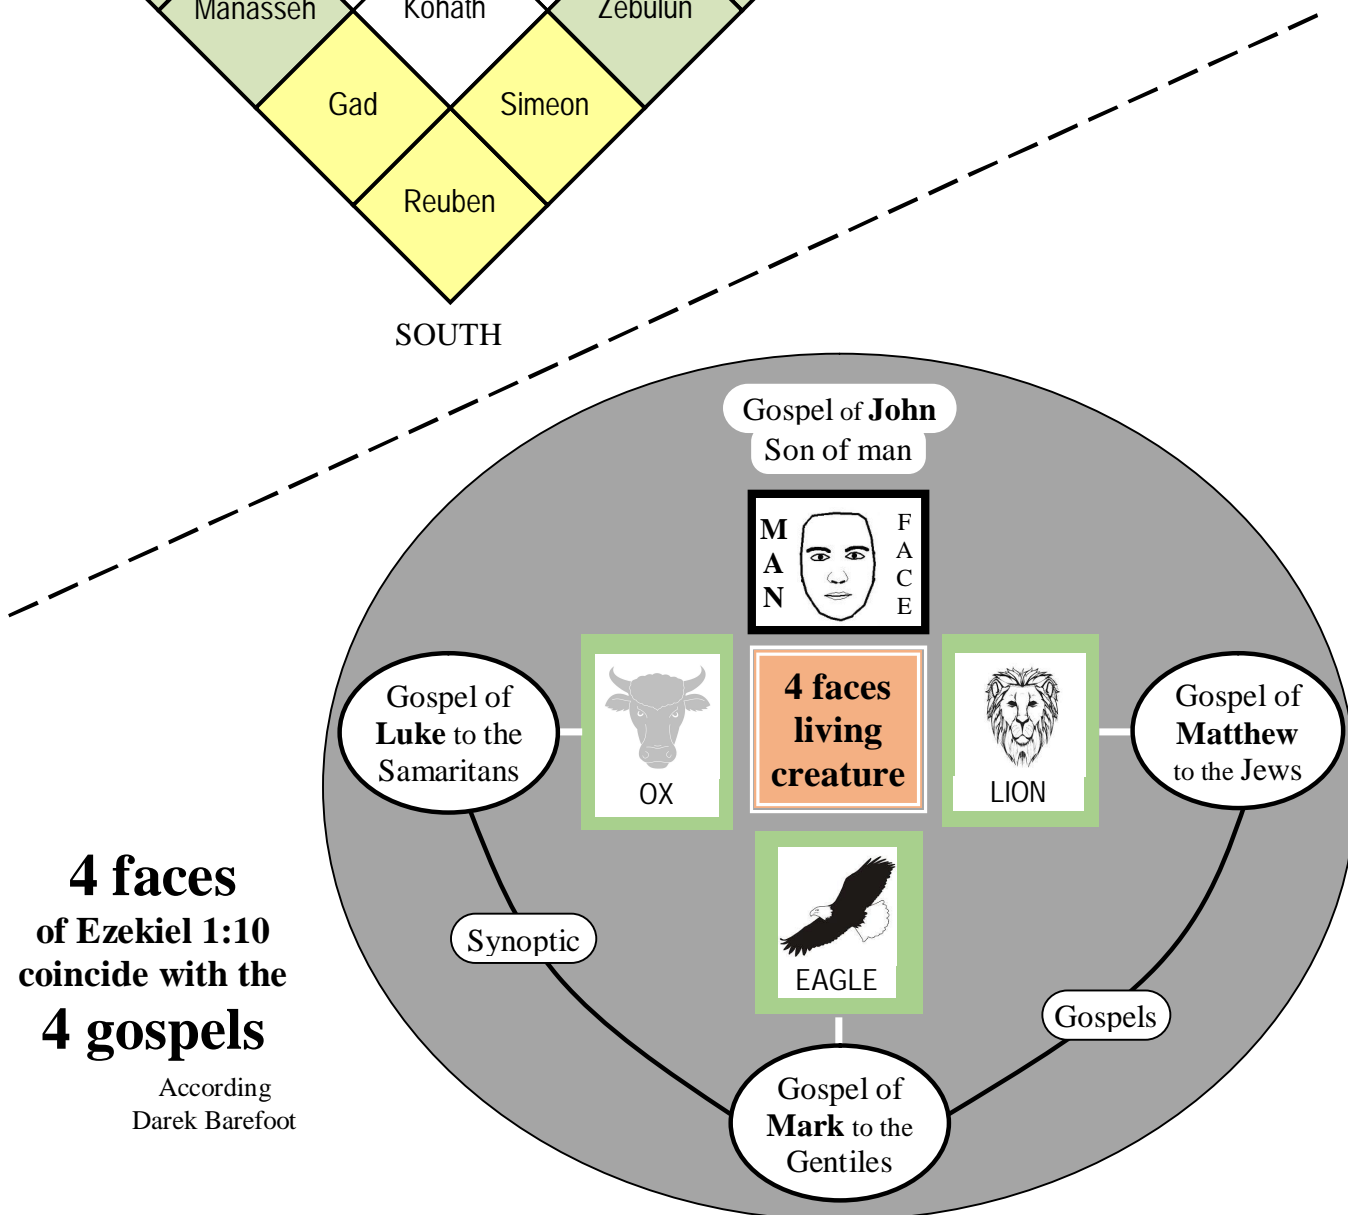 Manasseh
Kohath
Zebulun
Gad
Simeon
Reuben
SOUTH
Gospel of John
Son of man
MAN
FACE
Gospel of
Luke to the
Samaritans
OX
4 faces
living
creature
LION
Gospel of
Matthew
to the Jews
4 faces
of Ezekiel 1:10
coincide with the
4 gospels
According
Darek Barefoot
Synoptic
EAGLE
Gospels
Gospel of
Mark to the
Gentiles